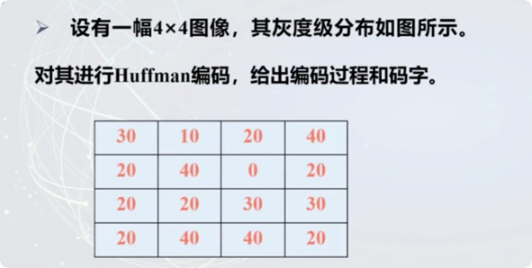 ➢ 设有一幅4×4图像，其灰度级分布如图所示。
对其进行Huffman编码，给出编码过程和码字。
30 10 20 40
20 40 0 20
20 20 30 30
20 40 40 20